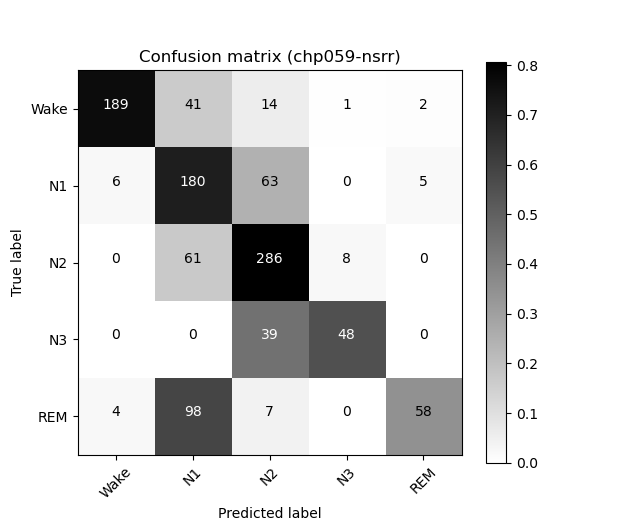 Confusion matrix (chp059-nsrr)
True label
Wake 189 41 14 1 2
N1 6 180 63 0 5
N2 0 61 286 8 0
N3 0 0 39 48 0
REM 4 98 7 0 58
Wake N1 N2 N3 REM
Predicted label
0.8
0.7
0.6
0.5
0.4
0.3
0.2
0.1
0.0